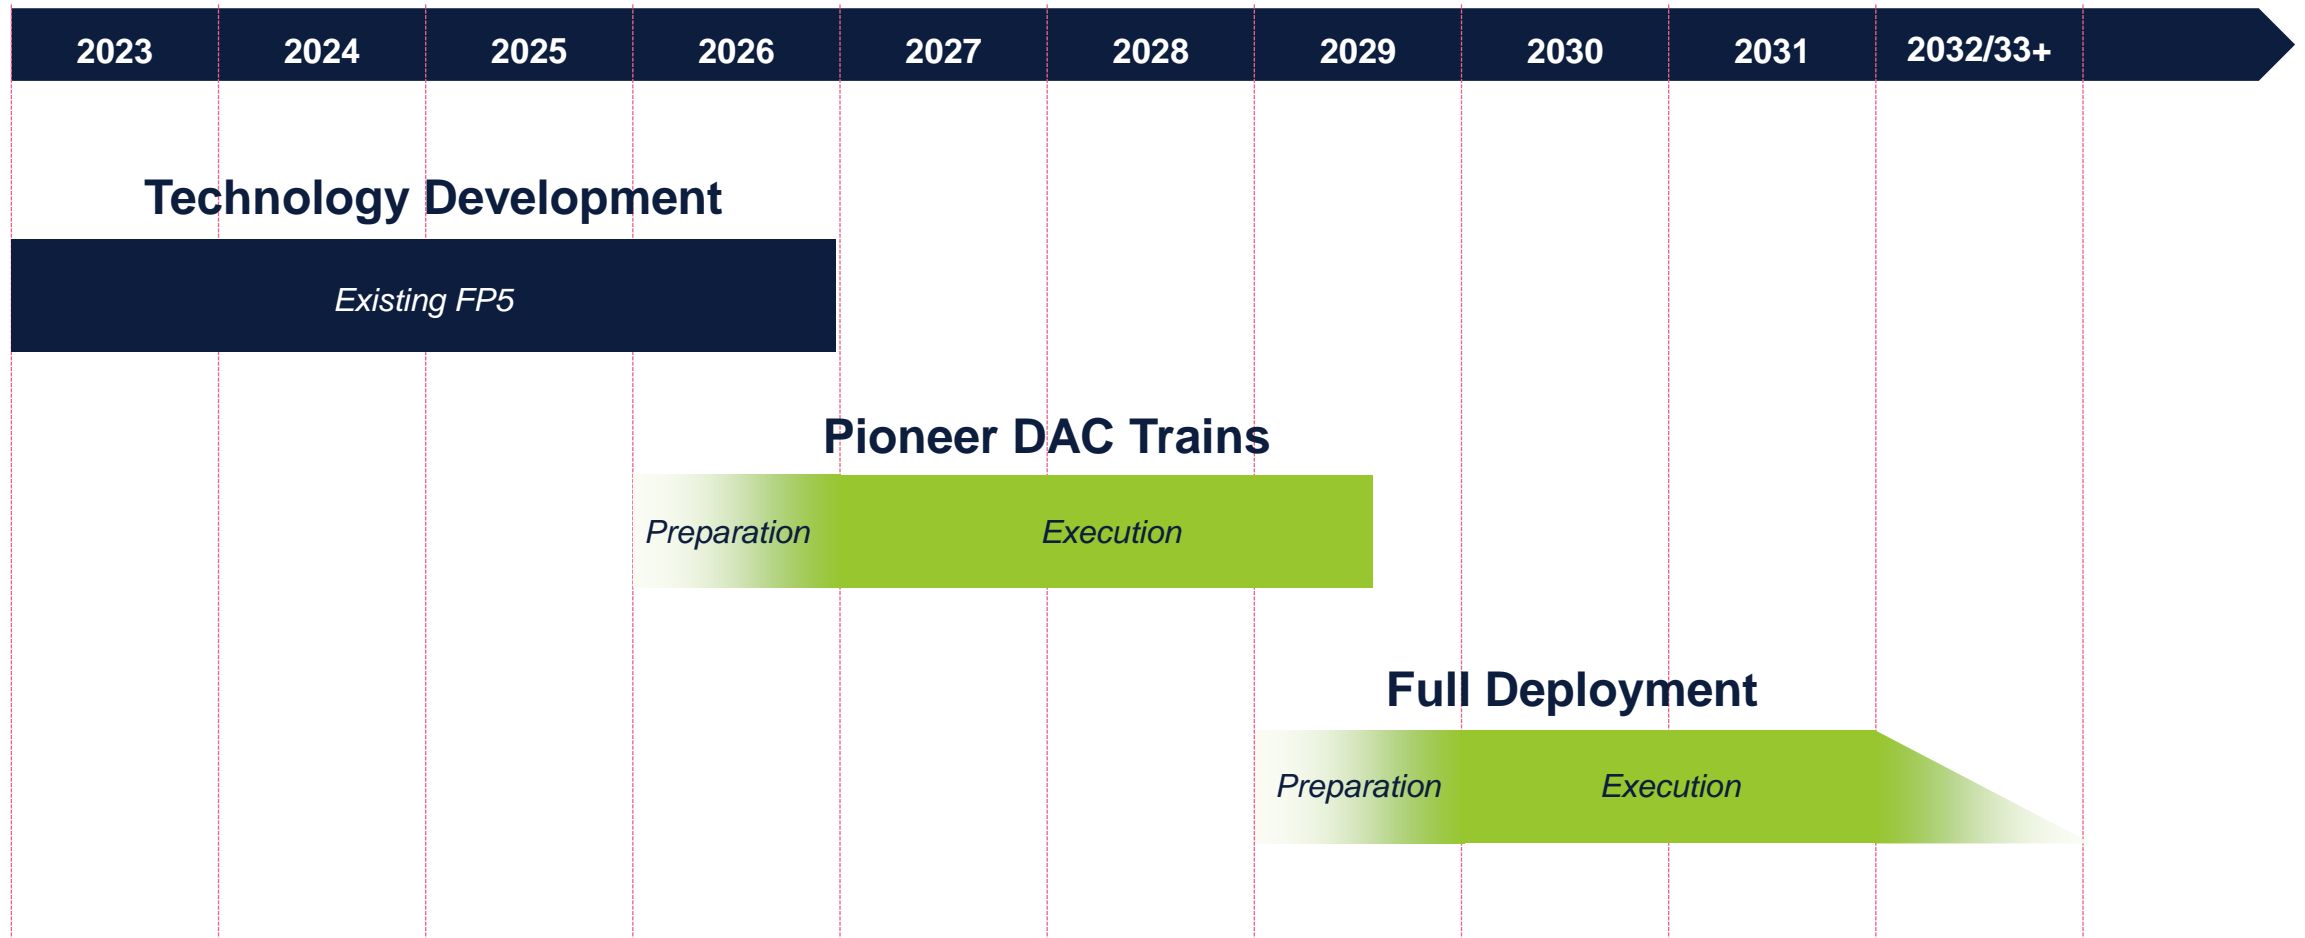 2023 2024 2025 2026 2027 2028 2029 2030 2031 2032/33+
Technology Development
Existing FP5
Pioneer DAC Trains
Preparation Execution
Full Deployment
Preparation Execution